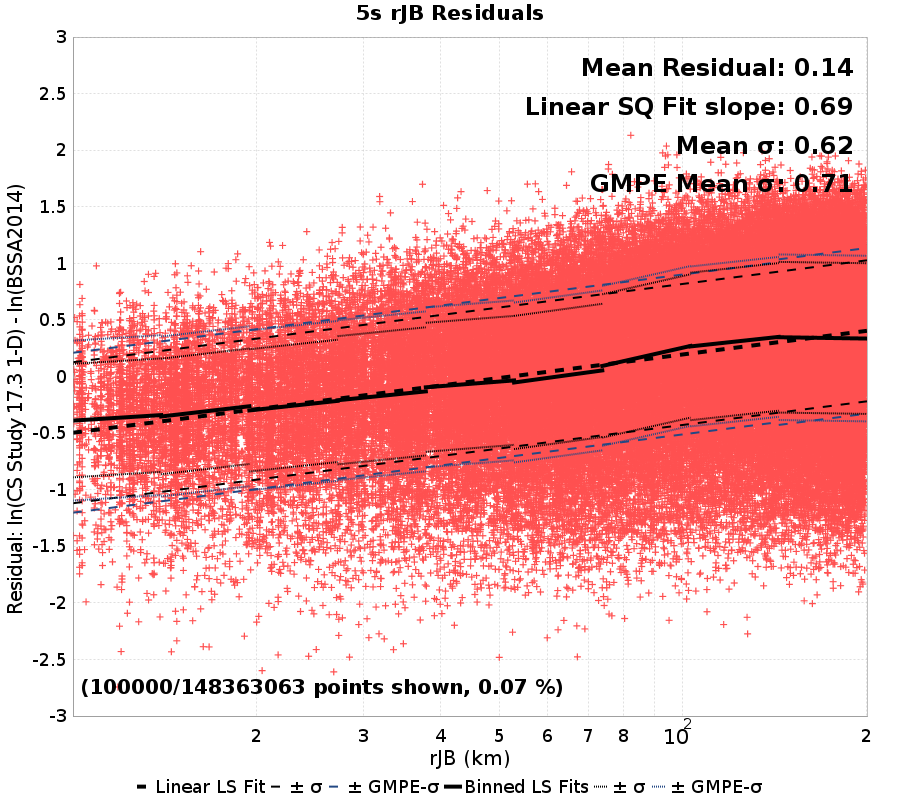 5s rJB Residuals
Mean Residual: 0.14
Linear SQ Fit slope: 0.69
Mean σ: 0.62
GMPE Mean σ: 0.71
Residual: ln(CS Study 17.3 1-D) - ln(BSSA2014)
3
2.5
2
1.5
1
0.5
0
-0.5
-1
-1.5
-2
-2.5
-3
(100000/148363063 points shown, 0.07 %)
2 3 4 5 6 7 8 10² 2
rJB (km)
Linear LS Fit ± σ ± GMPE-σ Binned LS Fits ± σ ± GMPE-σ